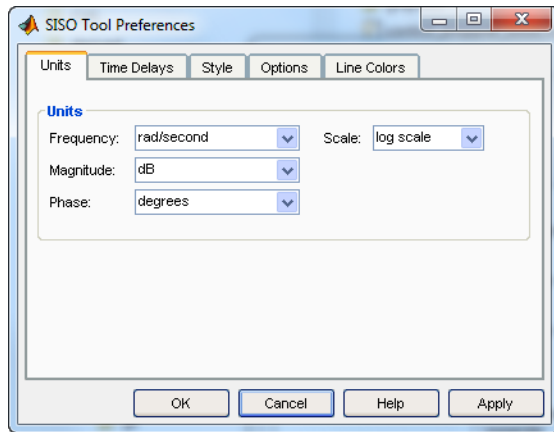 SISO Tool Preferences
Units Time Delays Style Options Line Colors
Units
Frequency: rad/second Scale: log scale
Magnitude: dB
Phase: degrees
OK Cancel Help Apply